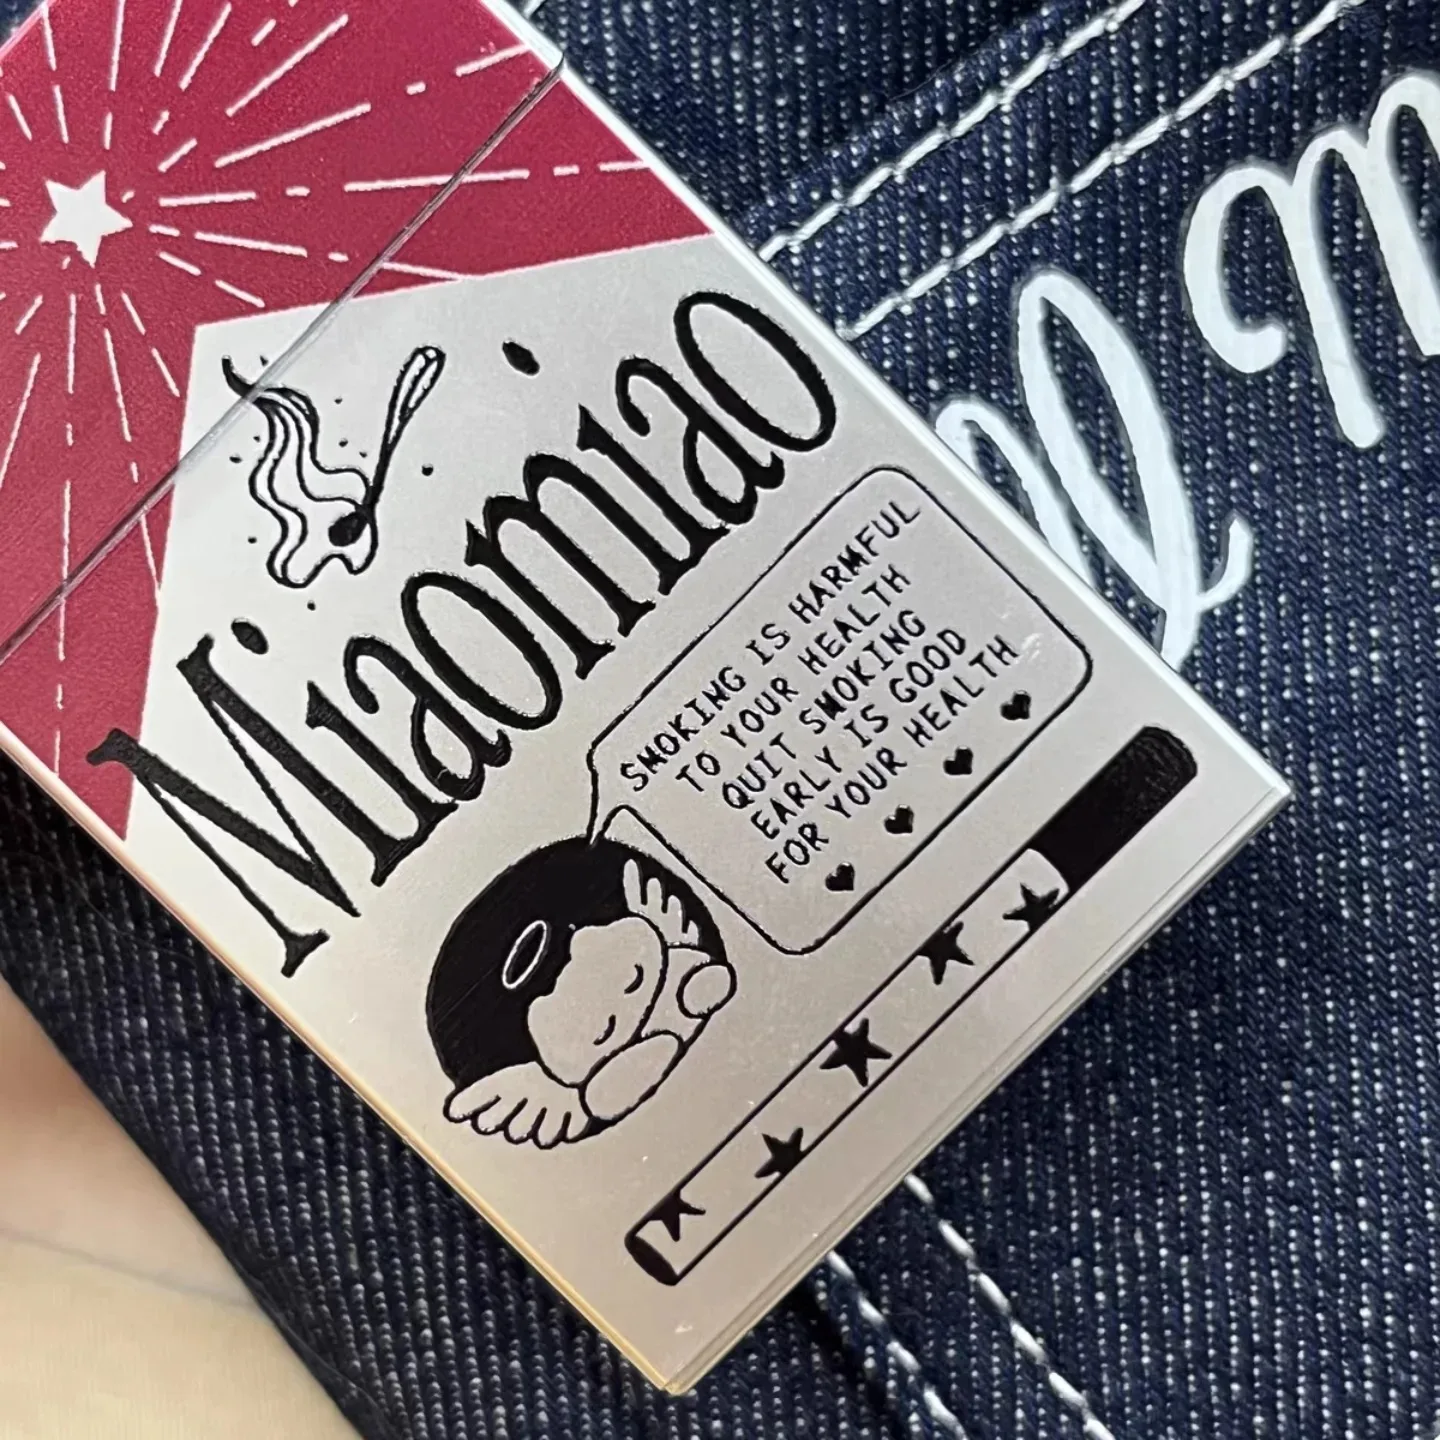 Miaomiao
SMOKING IS HARMFUL
TO YOUR HEALTH
QUIT SMOKING
EARLY IS GOOD
FOR YOUR HEALTH